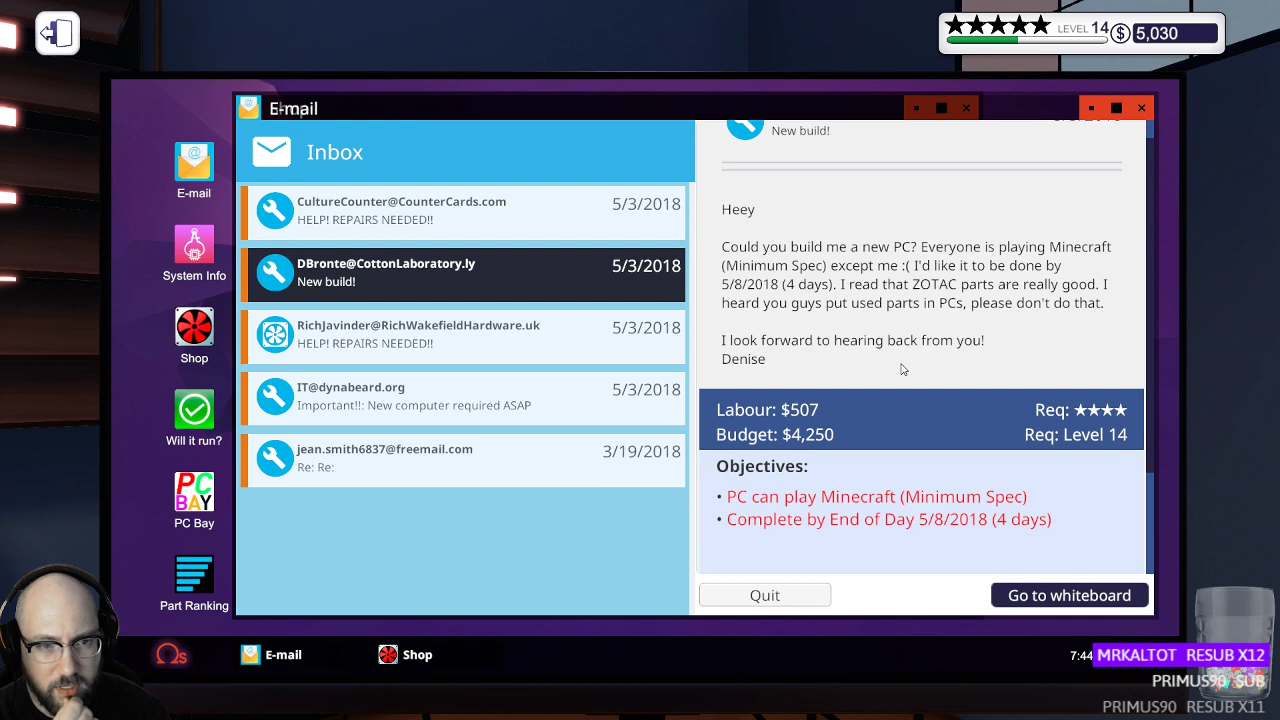 ★★★★★ LEVEL 14 $ 5,030
E-mail
Inbox
CultureCounter@CounterCards.com 5/3/2018
HELP! REPAIRS NEEDED!!
DBronte@CottonLaboratory.ly 5/3/2018
New build!
RichJavinder@RichWakefieldHardware.uk 5/3/2018
HELP! REPAIRS NEEDED!!
IT@dynabeard.org 5/3/2018
Important!!: New computer required ASAP
jean.smith6837@freemail.com 3/19/2018
Re: Re:
New build!
Heey
Could you build me a new PC? Everyone is playing Minecraft
(Minimum Spec) except me :( I'd like it to be done by
5/8/2018 (4 days). I read that ZOTAC parts are really good. I
heard you guys put used parts in PCs, please don't do that.
I look forward to hearing back from you!
Denise
Labour: $507 Req: ★★★★
Budget: $4,250 Req: Level 14
Objectives:
• PC can play Minecraft (Minimum Spec)
• Complete by End of Day 5/8/2018 (4 days)
Quit
Go to whiteboard
E-mail
System Info
Shop
Will it run?
PC BAY
PC Bay
Part Ranking
Ωs E-mail Shop 7:44
MRKALTOT RESUB X12
PRIMUS90 SUB
PRIMUS90 RESUB X11